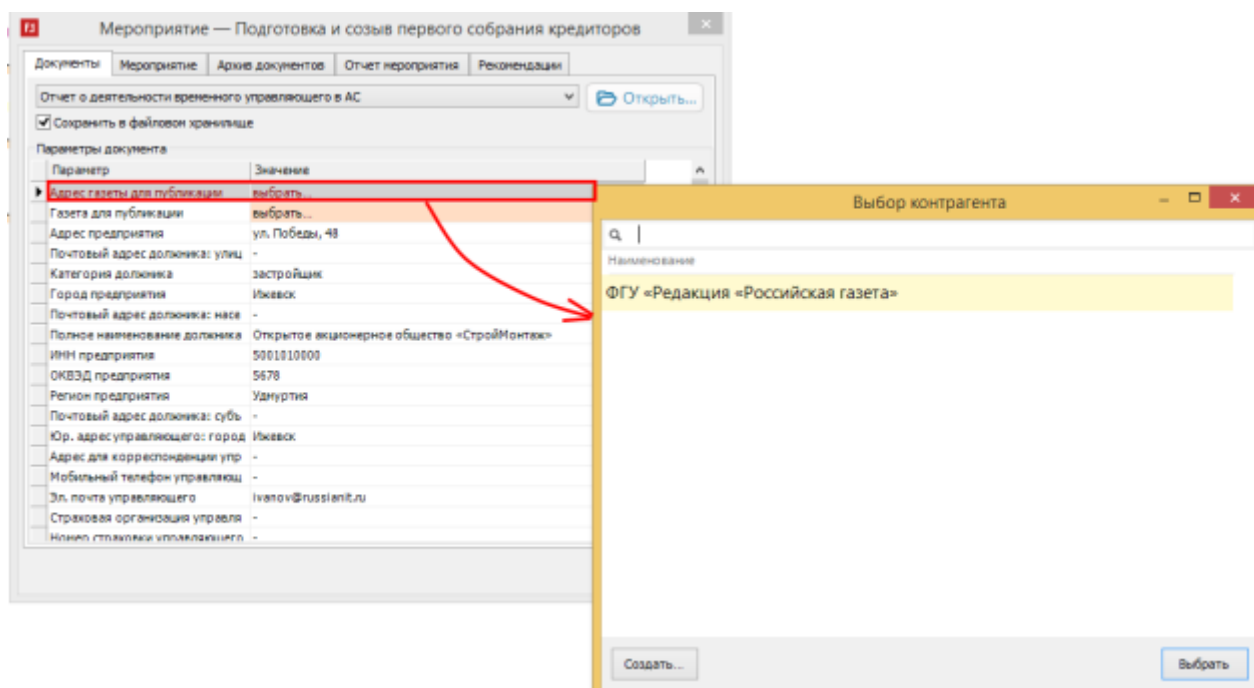 Мероприятие — Подготовка и созыв первого собрания кредиторов
Документы Мероприятие Архив документов Отчет мероприятия Рекомендации
Отчет о деятельности временного управляющего в АС Открыть...
Сохранить в файловом хранилище
Параметры документа
Параметр Значение
Адрес газеты для публикации выбрать...
Газета для публикации выбрать...
Адрес предприятия ул. Победы, 48
Почтовый адрес должника: улиц -
Категория должника застройщик
Город предприятия Ижевск
Почтовый адрес должника: насе -
Полное наименование должника Открытое акционерное общество «СтройМонтаж»
ИНН предприятия 5001010000
ОКВЭД предприятия 5678
Регион предприятия Удмуртия
Почтовый адрес должника: субъ -
Юр. адрес управляющего: город Ижевск
Адрес для корреспонденции упр -
Мобильный телефон управляющ -
Эл. почта управляющего ivanov@russianit.ru
Страховая организация управля -
Номер страховки управляющего -
Выбор контрагента
Наименование
ФГУ «Редакция «Российская газета»
Создать... Выбрать